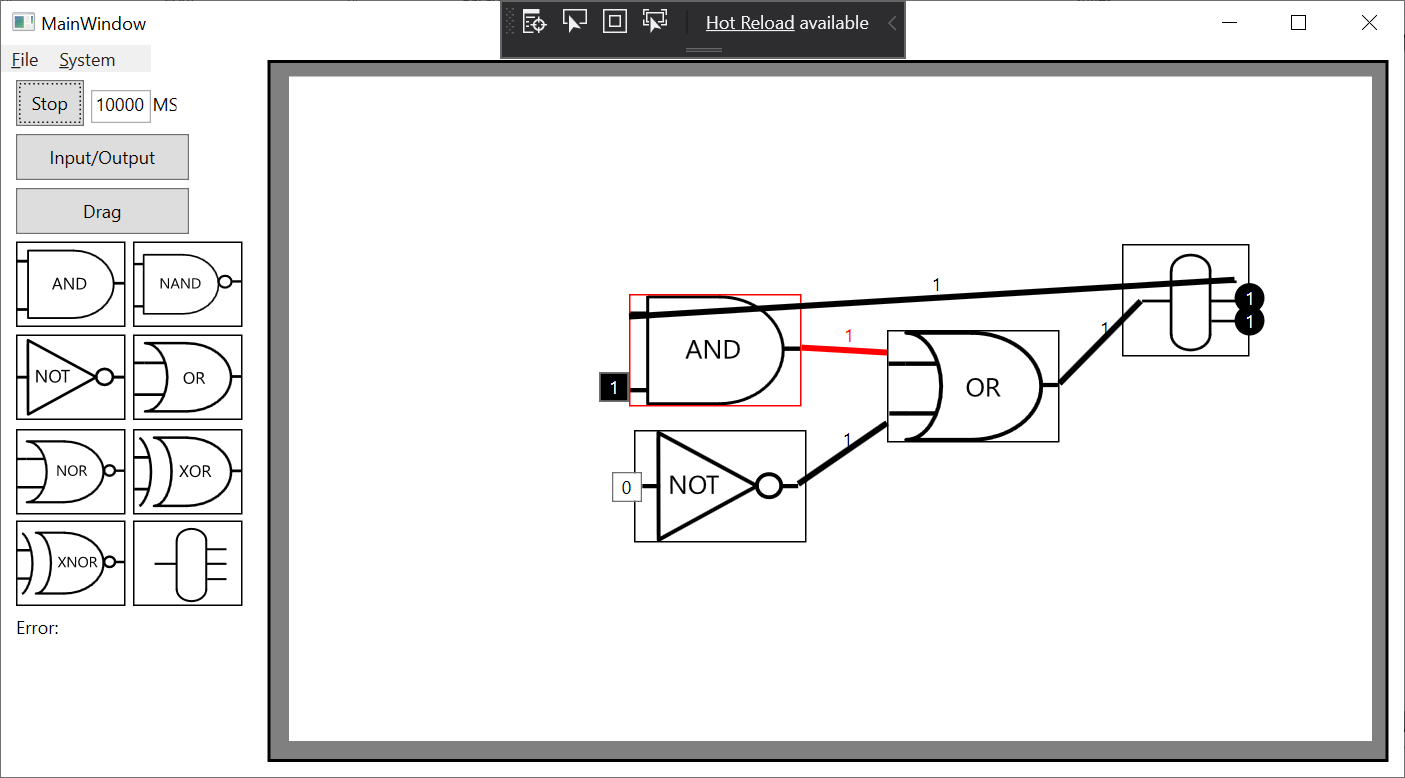 MainWindow
Hot Reload available
File System
Stop 10000 MS
Input/Output
Drag
AND NAND
NOT OR
NOR XOR
XNOR
Error:
1
1
1
1
1
1
AND
OR
1
1
0
NOT